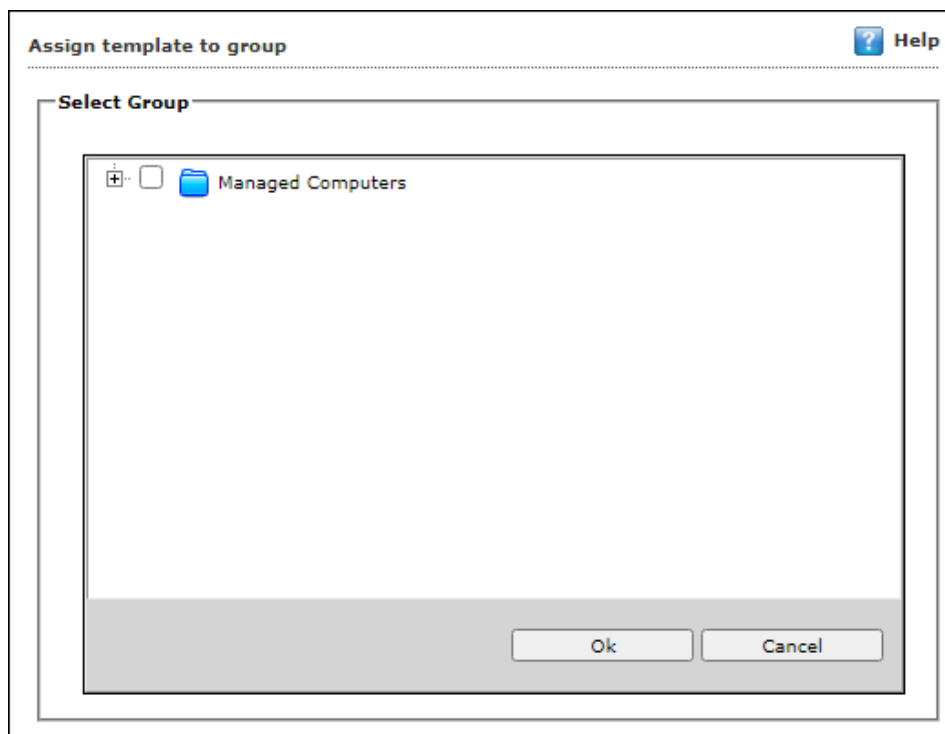 Assign template to group
? Help
Select Group
Managed Computers
Ok
Cancel